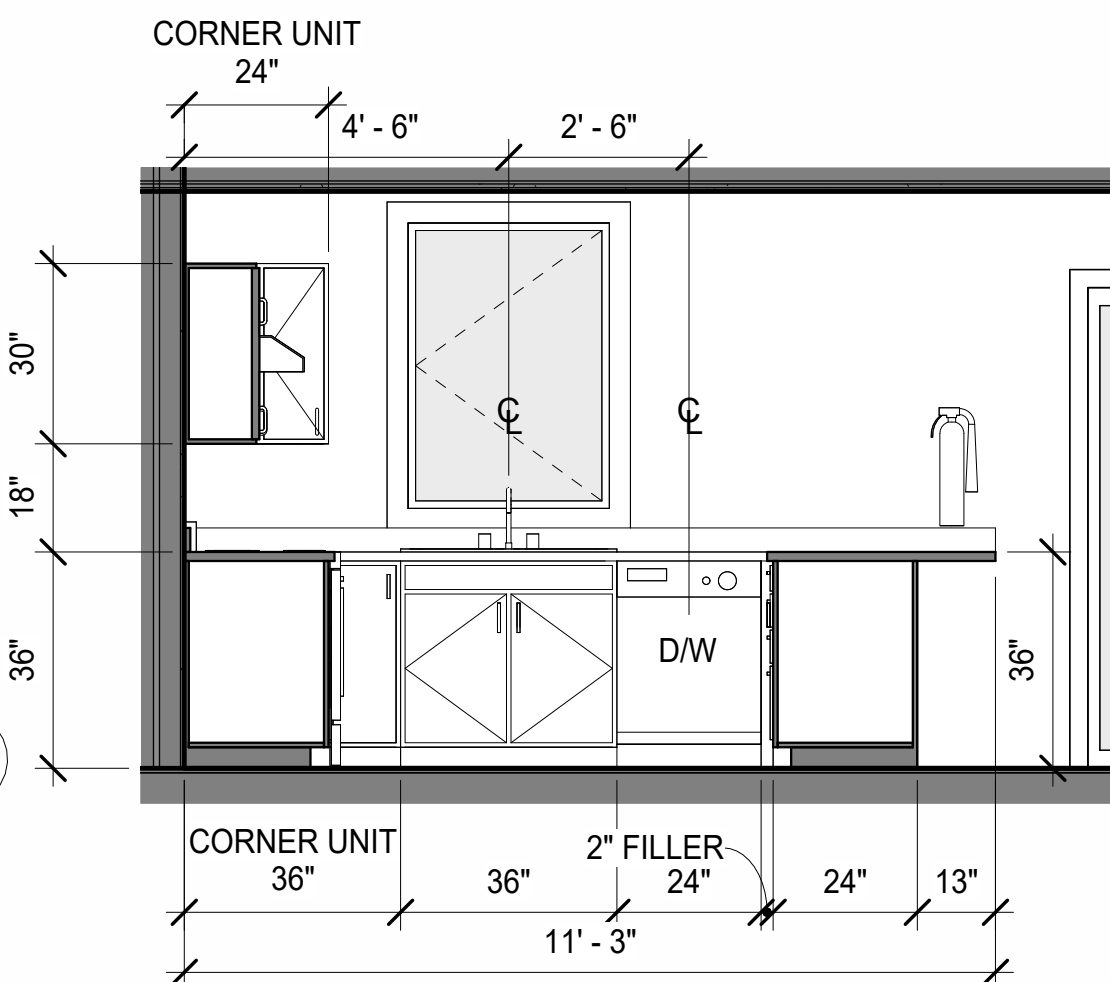 CORNER UNIT
24"
4' - 6"
2' - 6"
30"
18"
36"
℄
℄
D/W
36"
CORNER UNIT
36"
36"
2" FILLER
24"
24"
13"
11' - 3"